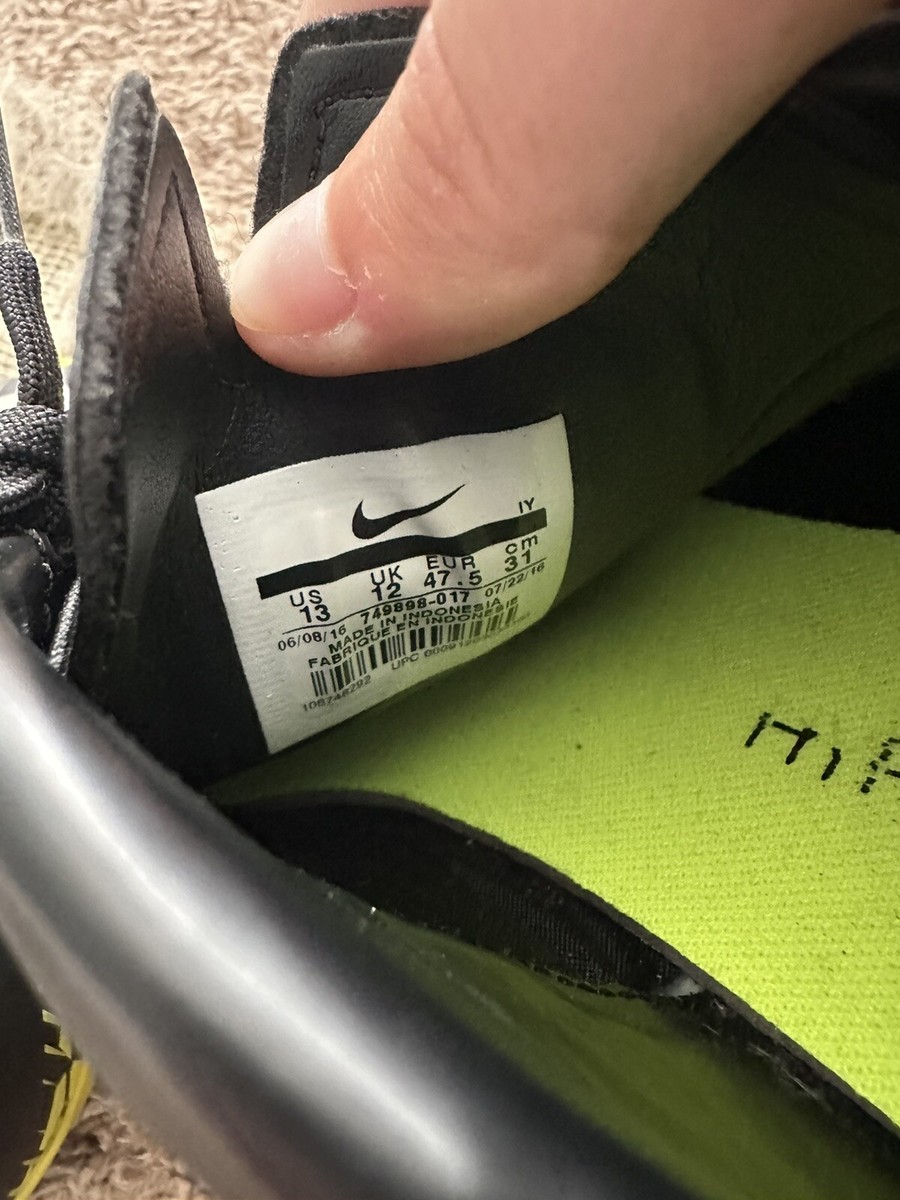 IY
US UK EUR cm
13 12 47.5 31
06/08/16 749898-017 07/22/16
MADE IN INDONESIA
FABRIQUE EN INDONESIE
UPC